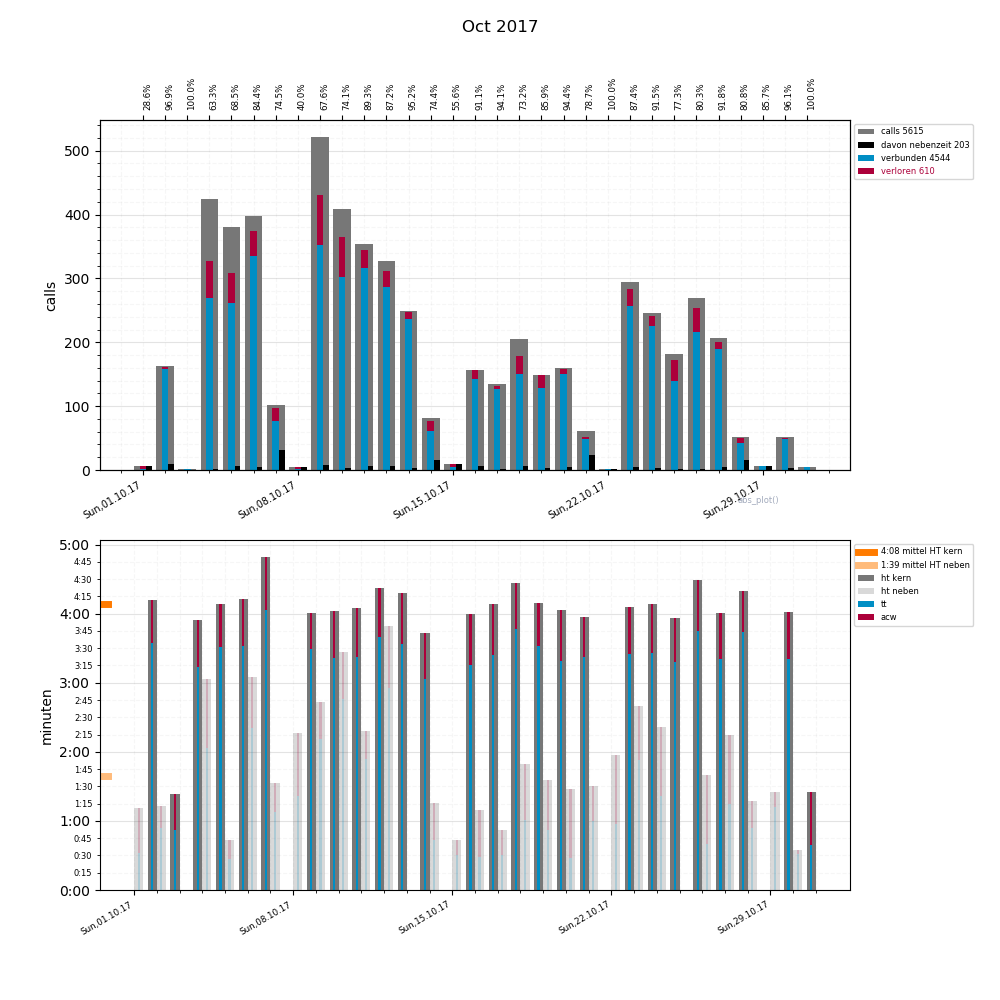 Oct 2017
28.6% 96.9% 100.0% 63.3% 68.5% 84.4% 74.5% 40.0% 67.6% 74.1% 89.3% 87.2% 95.2% 74.4% 55.6% 91.1% 94.1% 73.2% 85.9% 94.4% 78.7% 100.0% 87.4% 91.5% 77.3% 80.3% 91.8% 80.8% 85.7% 96.1% 100.0%
calls 5615
davon nebenzeit 203
verbunden 4544
verloren 610
500
400
300
200
100
0
calls
Sun,01.10.17 Sun,08.10.17 Sun,15.10.17 Sun,22.10.17 Sun,29.10.17
abs_plot()
4:08 mittel HT kern
1:39 mittel HT neben
ht kern
ht neben
tt
acw
5:00
4:45
4:30
4:15
4:00
3:45
3:30
3:15
3:00
2:45
2:30
2:15
2:00
1:45
1:30
1:15
1:00
0:45
0:30
0:15
0:00
minuten
Sun,01.10.17 Sun,08.10.17 Sun,15.10.17 Sun,22.10.17 Sun,29.10.17